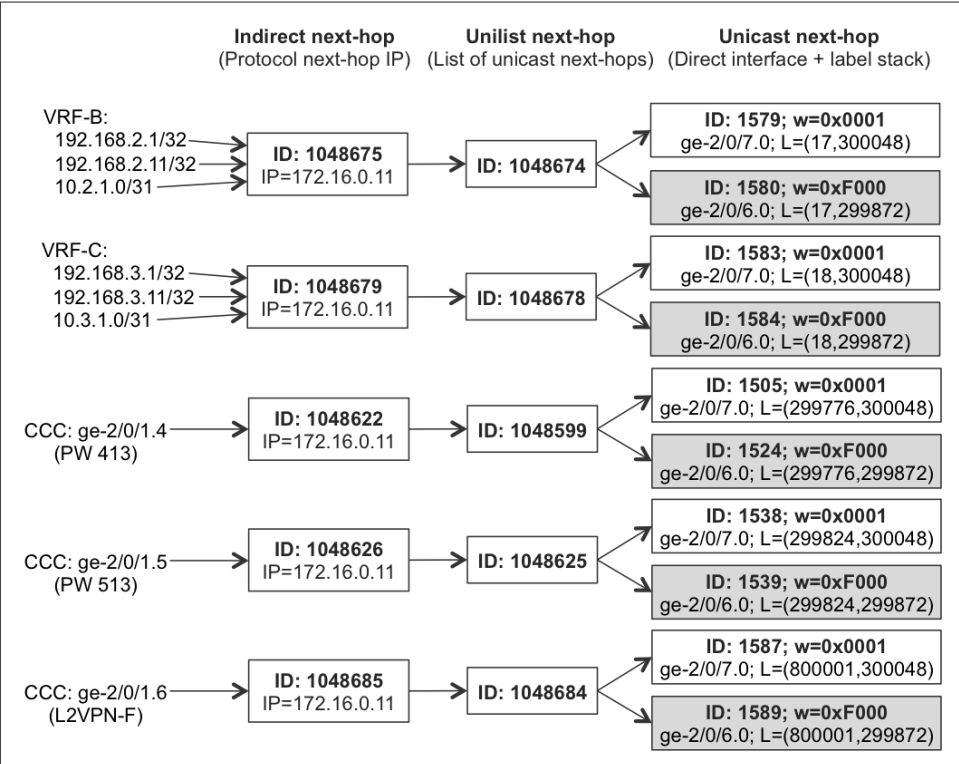 Indirect next-hop
(Protocol next-hop IP)
Unilist next-hop
(List of unicast next-hops)
Unicast next-hop
(Direct interface + label stack)
VRF-B:
192.168.2.1/32
192.168.2.11/32
10.2.1.0/31
ID: 1048675
IP=172.16.0.11
ID: 1048674
ID: 1579; w=0x0001
ge-2/0/7.0; L=(17,300048)
ID: 1580; w=0xF000
ge-2/0/6.0; L=(17,299872)
VRF-C:
192.168.3.1/32
192.168.3.11/32
10.3.1.0/31
ID: 1048679
IP=172.16.0.11
ID: 1048678
ID: 1583; w=0x0001
ge-2/0/7.0; L=(18,300048)
ID: 1584; w=0xF000
ge-2/0/6.0; L=(18,299872)
CCC: ge-2/0/1.4
(PW 413)
ID: 1048622
IP=172.16.0.11
ID: 1048599
ID: 1505; w=0x0001
ge-2/0/7.0; L=(299776,300048)
ID: 1524; w=0xF000
ge-2/0/6.0; L=(299776,299872)
CCC: ge-2/0/1.5
(PW 513)
ID: 1048626
IP=172.16.0.11
ID: 1048625
ID: 1538; w=0x0001
ge-2/0/7.0; L=(299824,300048)
ID: 1539; w=0xF000
ge-2/0/6.0; L=(299824,299872)
CCC: ge-2/0/1.6
(L2VPN-F)
ID: 1048685
IP=172.16.0.11
ID: 1048684
ID: 1587; w=0x0001
ge-2/0/7.0; L=(800001,300048)
ID: 1589; w=0xF000
ge-2/0/6.0; L=(800001,299872)